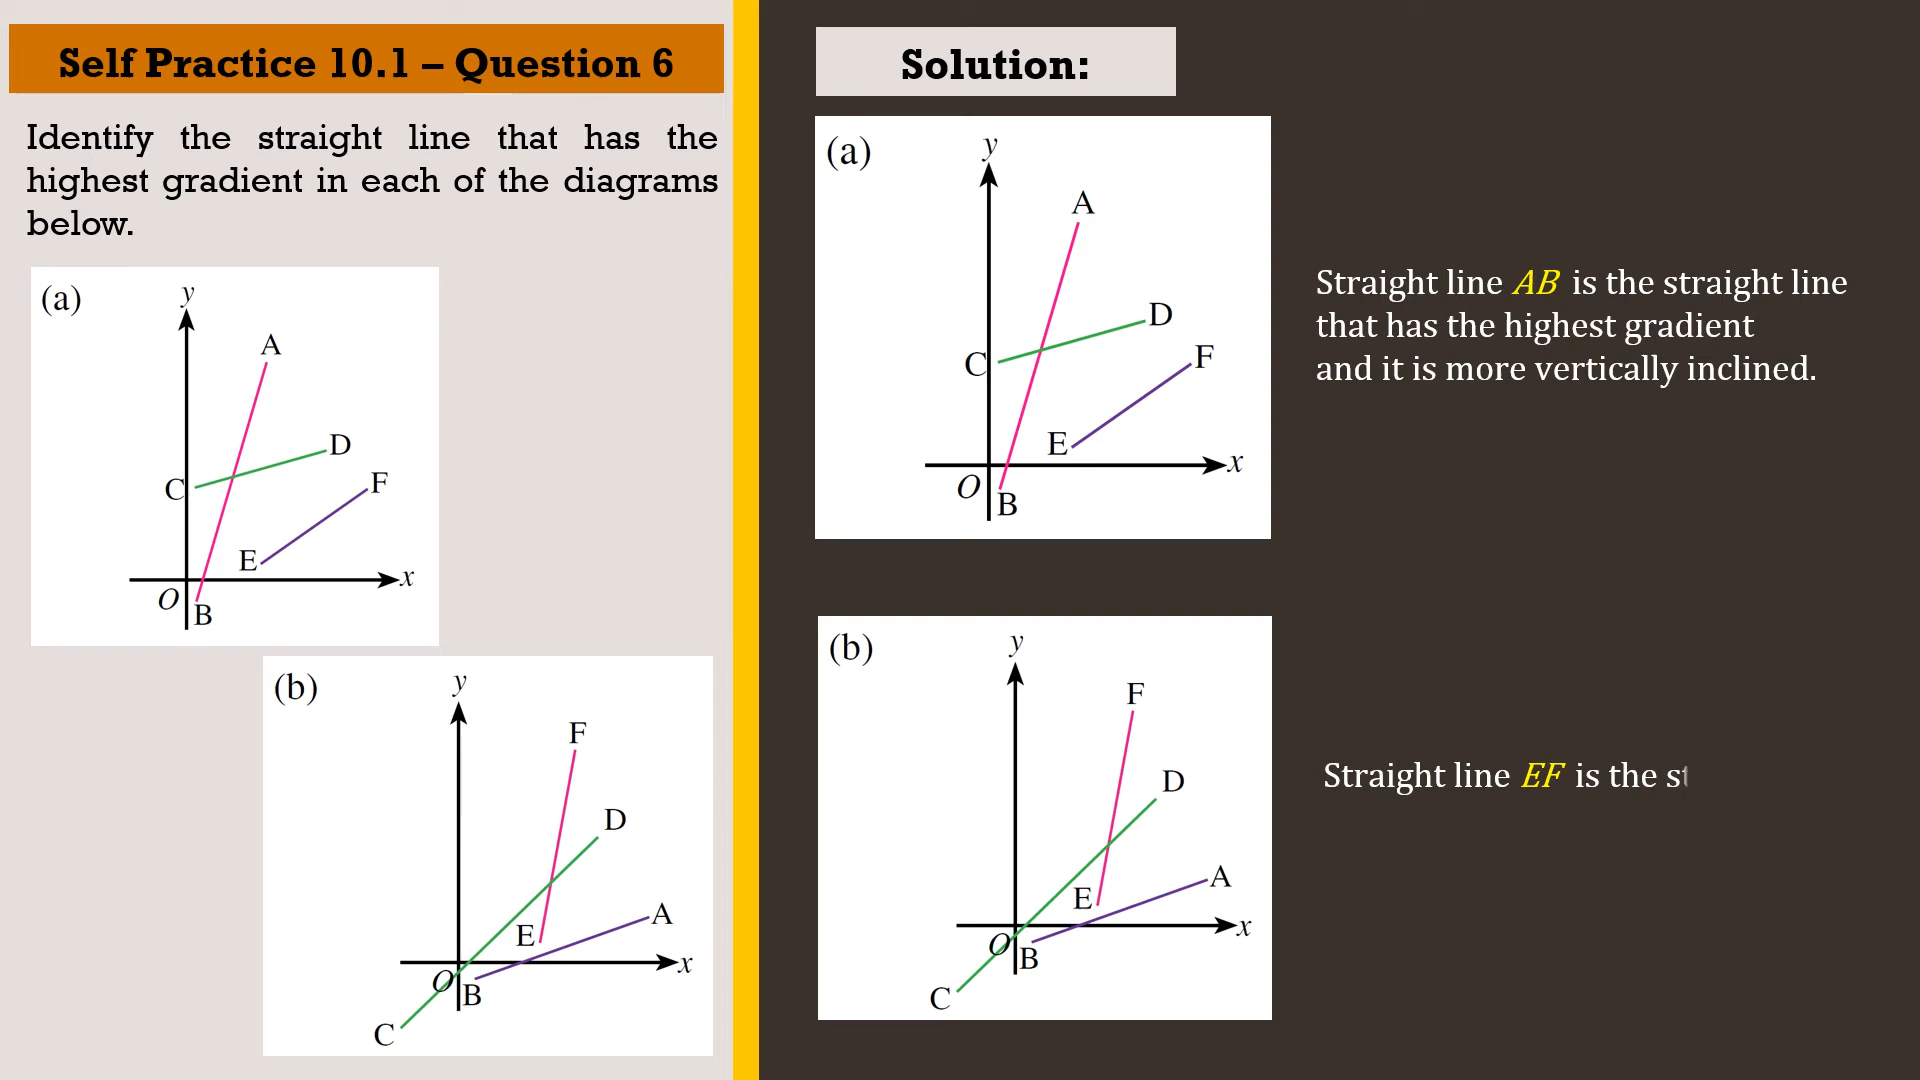 Self Practice 10.1 – Question 6
Identify the straight line that has the
highest gradient in each of the diagrams
below.
(a)
y
A
D
C
F
E
x
O
B
(b)
y
F
D
A
E
x
O
B
C
Solution:
(a)
y
A
D
C
F
E
x
O
B
Straight line AB is the straight line
that has the highest gradient
and it is more vertically inclined.
(b)
y
F
D
A
E
x
O
B
C
Straight line EF is the st